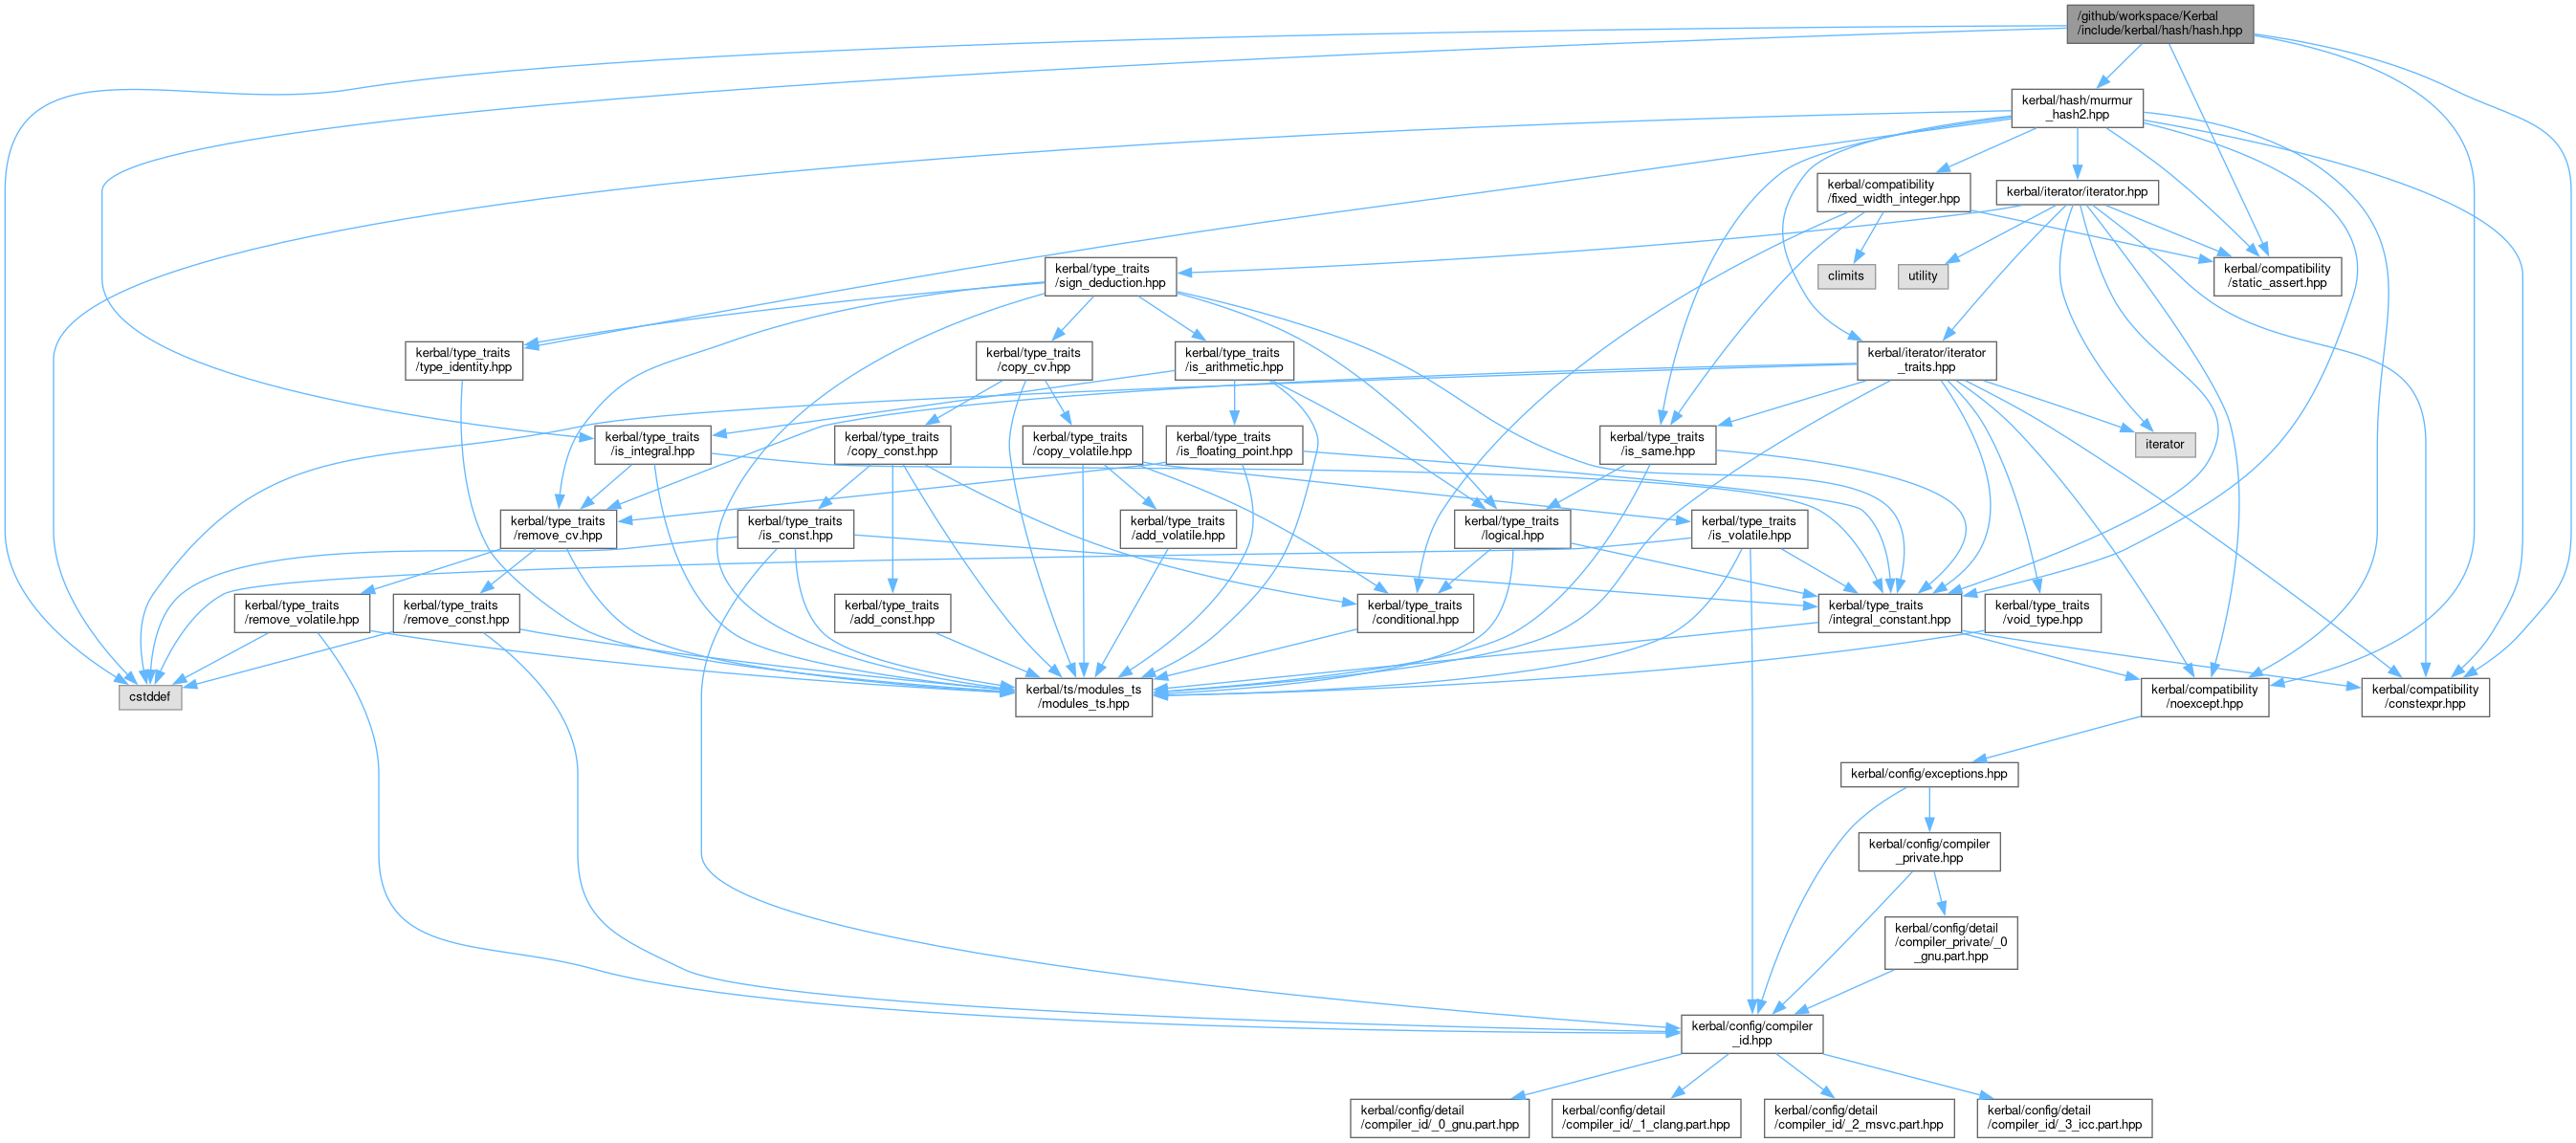 /github/workspace/Kerbal
/include/kerbal/hash/hash.hpp
kerbal/hash/murmur
_hash2.hpp
kerbal/compatibility
/fixed_width_integer.hpp
kerbal/iterator/iterator.hpp
kerbal/type_traits
/sign_deduction.hpp
climits
utility
kerbal/compatibility
/static_assert.hpp
kerbal/type_traits
/type_identity.hpp
kerbal/type_traits
/copy_cv.hpp
kerbal/type_traits
/is_arithmetic.hpp
kerbal/iterator/iterator
_traits.hpp
kerbal/type_traits
/is_integral.hpp
kerbal/type_traits
/copy_const.hpp
kerbal/type_traits
/copy_volatile.hpp
kerbal/type_traits
/is_floating_point.hpp
kerbal/type_traits
/is_same.hpp
iterator
kerbal/type_traits
/remove_cv.hpp
kerbal/type_traits
/is_const.hpp
kerbal/type_traits
/add_volatile.hpp
kerbal/type_traits
/logical.hpp
kerbal/type_traits
/is_volatile.hpp
kerbal/type_traits
/remove_volatile.hpp
kerbal/type_traits
/remove_const.hpp
kerbal/type_traits
/add_const.hpp
kerbal/type_traits
/conditional.hpp
kerbal/type_traits
/integral_constant.hpp
kerbal/type_traits
/void_type.hpp
cstddef
kerbal/ts/modules_ts
/modules_ts.hpp
kerbal/compatibility
/noexcept.hpp
kerbal/compatibility
/constexpr.hpp
kerbal/config/exceptions.hpp
kerbal/config/compiler
_private.hpp
kerbal/config/detail
/compiler_private/_0
_gnu.part.hpp
kerbal/config/compiler
_id.hpp
kerbal/config/detail
/compiler_id/_0_gnu.part.hpp
kerbal/config/detail
/compiler_id/_1_clang.part.hpp
kerbal/config/detail
/compiler_id/_2_msvc.part.hpp
kerbal/config/detail
/compiler_id/_3_icc.part.hpp